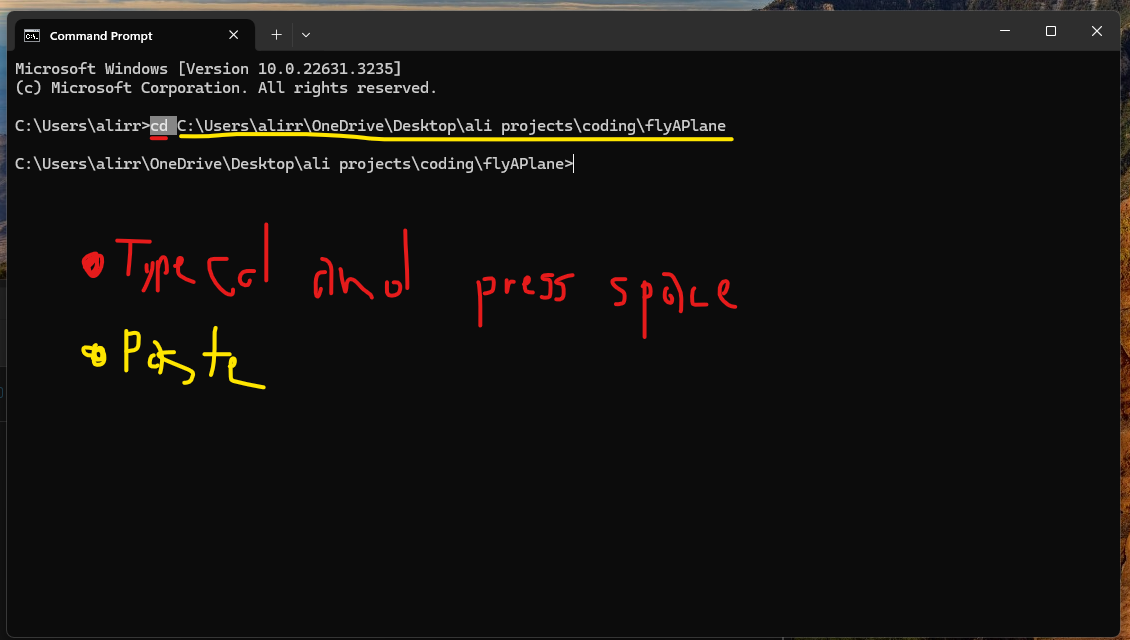 Command Prompt
Microsoft Windows [Version 10.0.22631.3235]
(c) Microsoft Corporation. All rights reserved.
C:\Users\alirr>cd C:\Users\alirr\OneDrive\Desktop\ali projects\coding\flyAPlane
C:\Users\alirr\OneDrive\Desktop\ali projects\coding\flyAPlane>
• Type cd and press space
• Paste